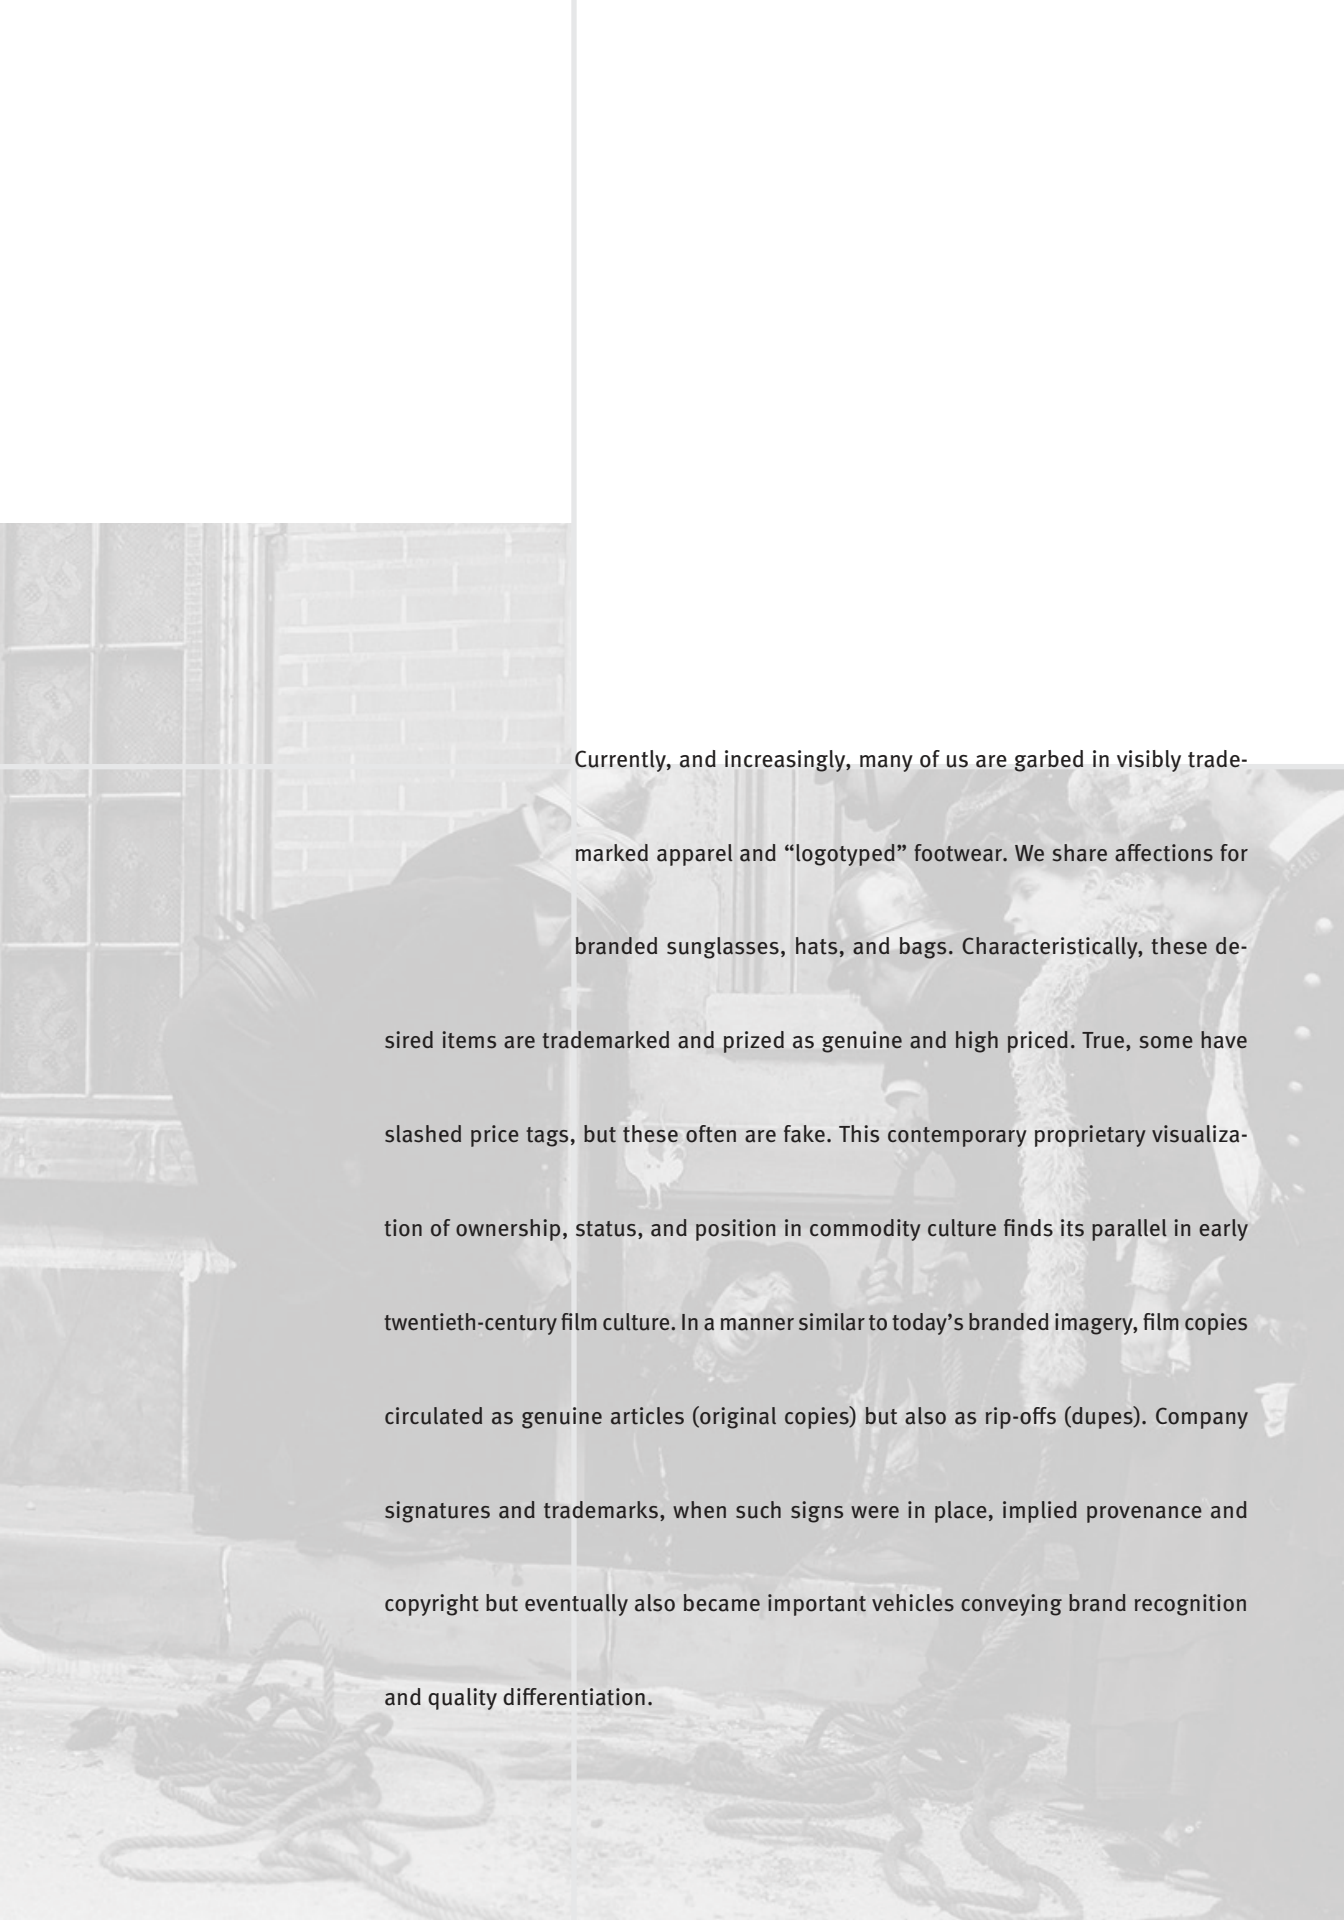 Currently, and increasingly, many of us are garbed in visibly trade-
marked apparel and “logotyped” footwear. We share affections for
branded sunglasses, hats, and bags. Characteristically, these de-
sired items are trademarked and prized as genuine and high priced. True, some have
slashed price tags, but these often are fake. This contemporary proprietary visualiza-
tion of ownership, status, and position in commodity culture finds its parallel in early
twentieth-century film culture. In a manner similar to today’s branded imagery, film copies
circulated as genuine articles (original copies) but also as rip-offs (dupes). Company
signatures and trademarks, when such signs were in place, implied provenance and
copyright but eventually also became important vehicles conveying brand recognition
and quality differentiation.